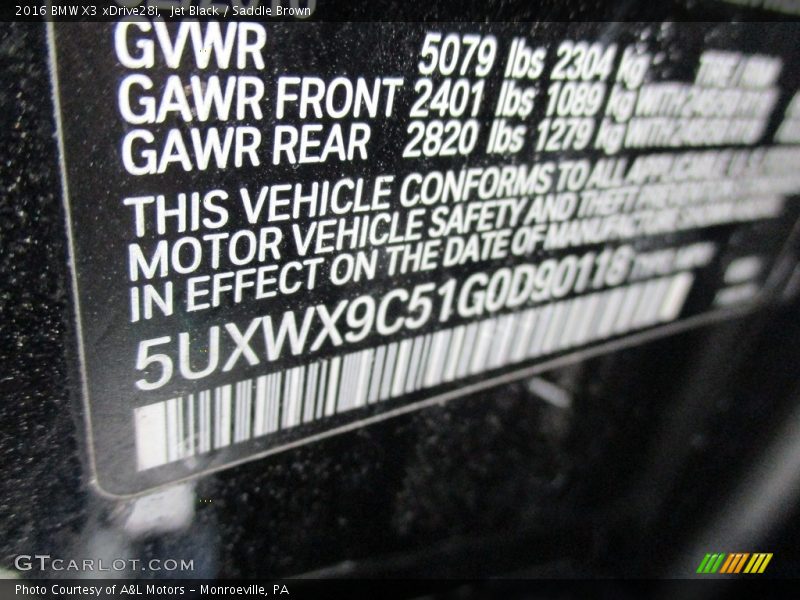 2016 BMW X3 xDrive28i, Jet Black / Saddle Brown
GVWR 5079 lbs 2304 kg
GAWR FRONT 2401 lbs 1089 kg WITH
GAWR REAR 2820 lbs 1279 kg WITH
THIS VEHICLE CONFORMS TO ALL APPLICABLE
MOTOR VEHICLE SAFETY AND THEFT
IN EFFECT ON THE DATE OF MANUFACTURE
5UXWX9C51G0D90118
GTCARLOT.COM
Photo Courtesy of A&L Motors - Monroeville, PA